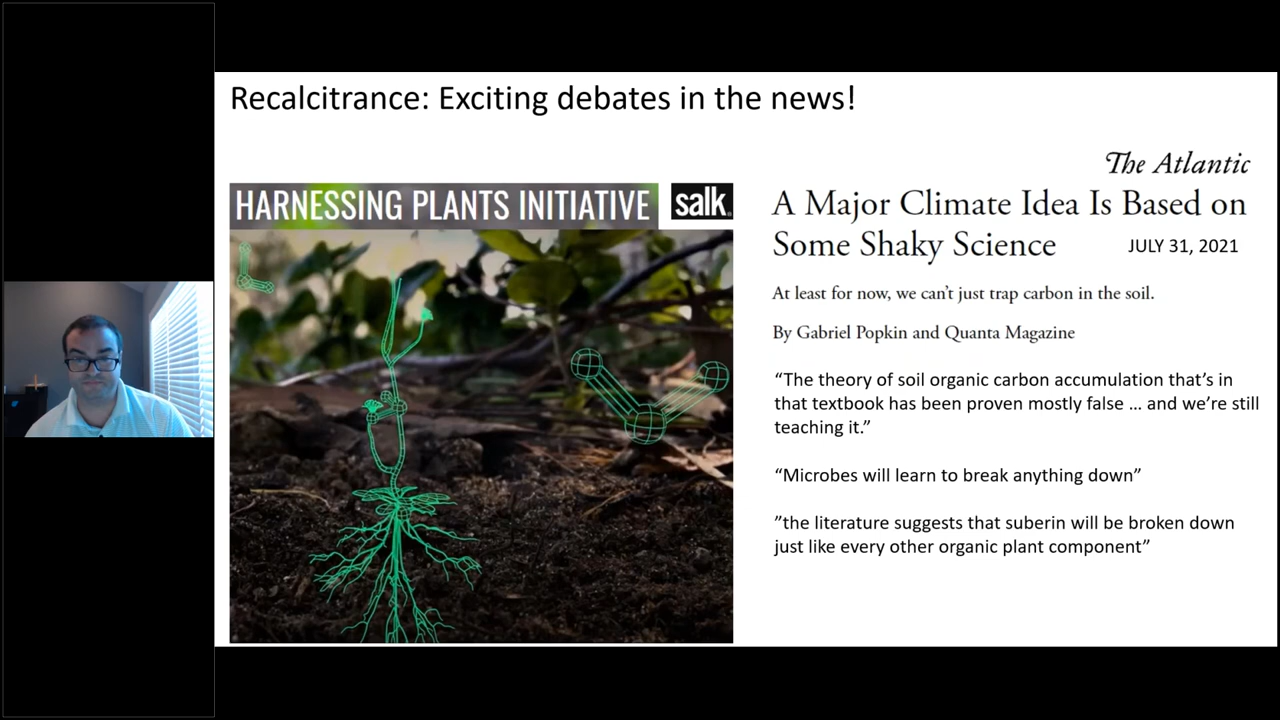 Recalcitrance: Exciting debates in the news!
HARNESSING PLANTS INITIATIVE
salk.
The Atlantic
A Major Climate Idea Is Based on
Some Shaky Science
JULY 31, 2021
At least for now, we can't just trap carbon in the soil.
By Gabriel Popkin and Quanta Magazine
“The theory of soil organic carbon accumulation that’s in
that textbook has been proven mostly false … and we’re still
teaching it.”
“Microbes will learn to break anything down”
”the literature suggests that suberin will be broken down
just like every other organic plant component”